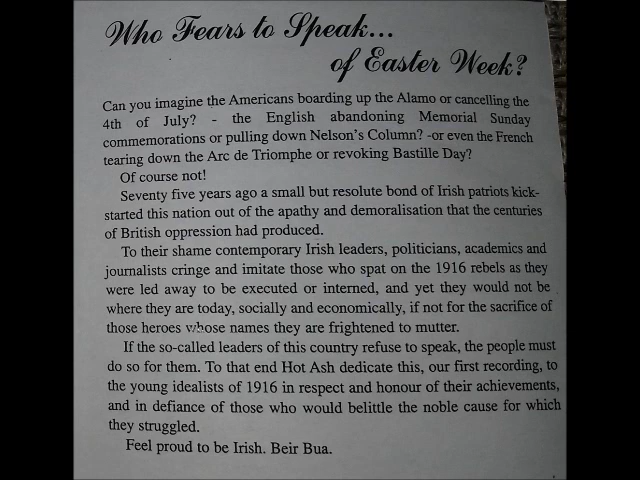 Who Fears to Speak...
of Easter Week?
Can you imagine the Americans boarding up the Alamo or cancelling the
4th of July? - the English abandoning Memorial Sunday
commemorations or pulling down Nelson's Column? -or even the French
tearing down the Arc de Triomphe or revoking Bastille Day?
Of course not!
Seventy five years ago a small but resolute bond of Irish patriots kick-
started this nation out of the apathy and demoralisation that the centuries
of British oppression had produced.
To their shame contemporary Irish leaders, politicians, academics and
journalists cringe and imitate those who spat on the 1916 rebels as they
were led away to be executed or interned, and yet they would not be
where they are today, socially and economically, if not for the sacrifice of
those heroes whose names they are frightened to mutter.
If the so-called leaders of this country refuse to speak, the people must
do so for them. To that end Hot Ash dedicate this, our first recording, to
the young idealists of 1916 in respect and honour of their achievements,
and in defiance of those who would belittle the noble cause for which
they struggled.
Feel proud to be Irish. Beir Bua.